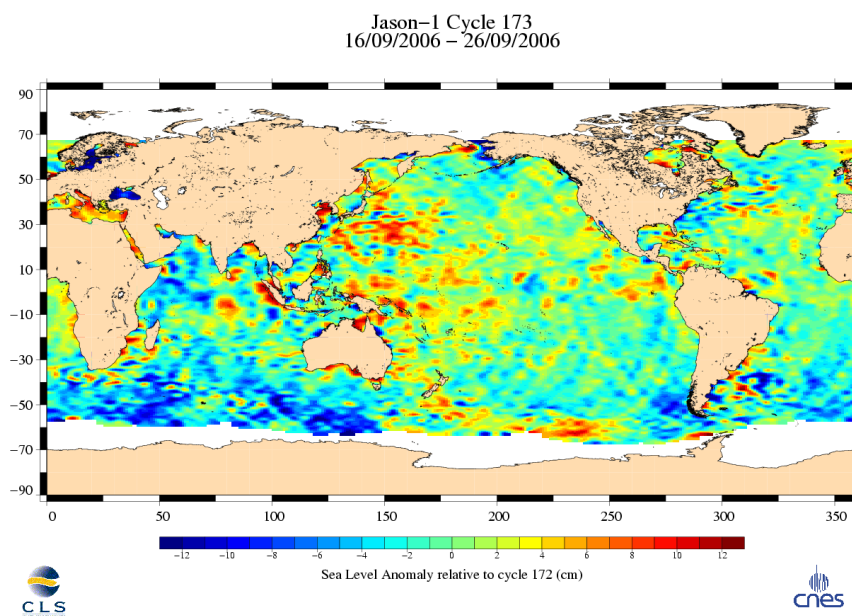 Jason−1 Cycle 173
16/09/2006 − 26/09/2006
90
70
50
30
10
−10
−30
−50
−70
−90
0 50 100 150 200 250 300 350
−12 −10 −8 −6 −4 −2 0 2 4 6 8 10 12
Sea Level Anomaly relative to cycle 172 (cm)
CLS
cnes